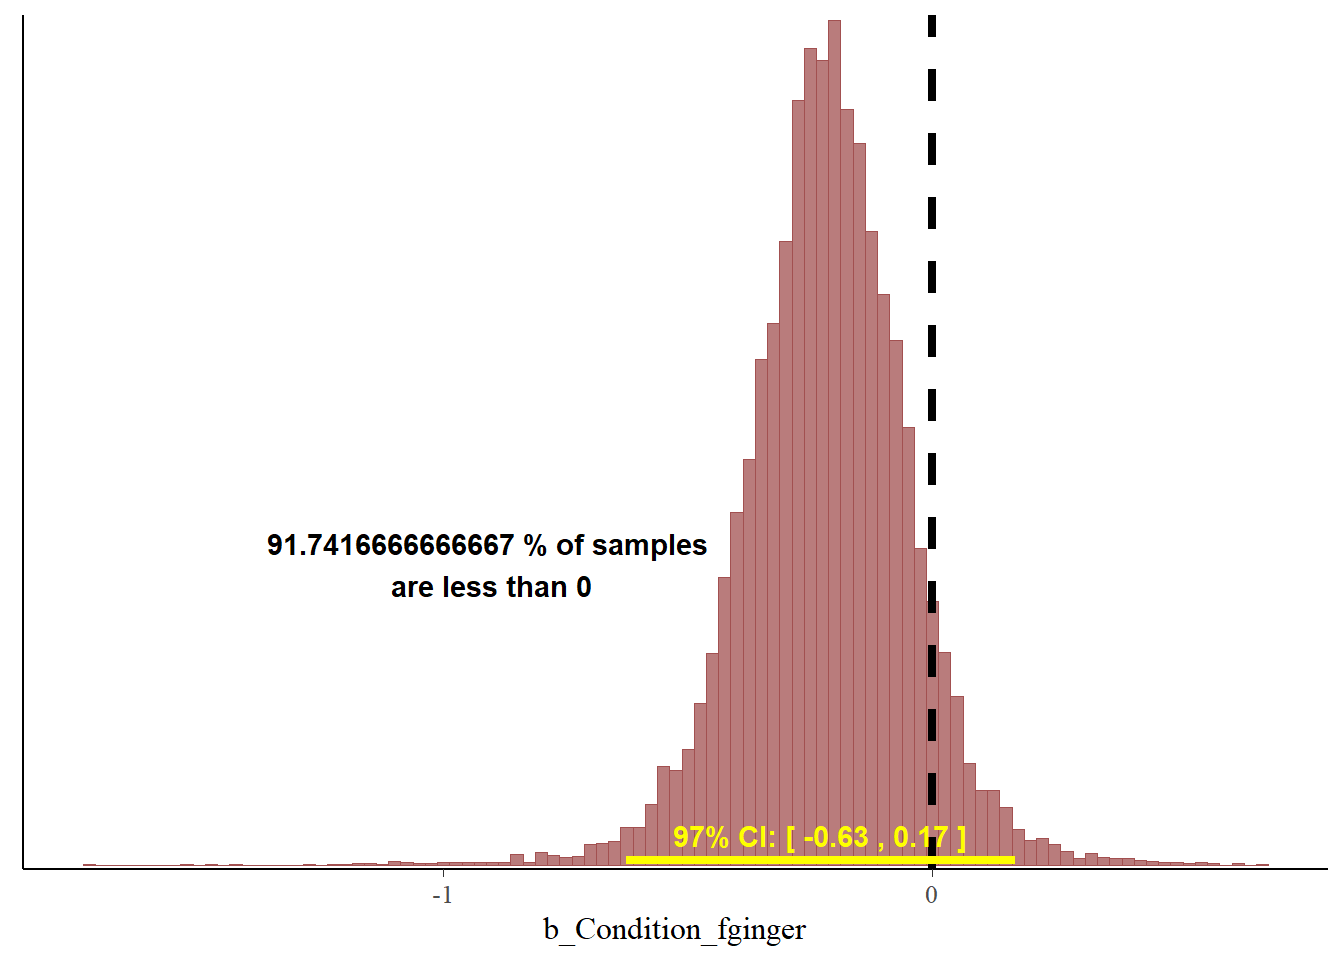 91.7416666666667 % of samples
are less than 0
97% CI: [ -0.63 , 0.17 ]
-1
0
b_Condition_fginger